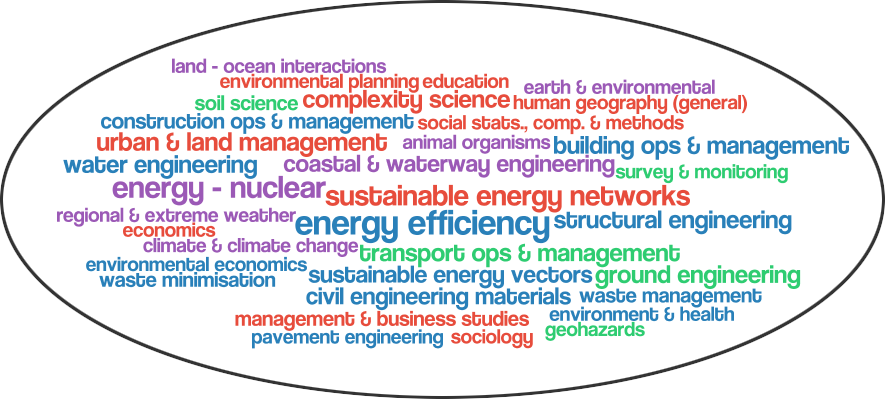 land - ocean interactions
environmental planning education
earth & environmental
soil science complexity science human geography (general)
construction ops & management social stats., comp. & methods
urban & land management animal organisms building ops & management
water engineering coastal & waterway engineering survey & monitoring
energy - nuclear sustainable energy networks
regional & extreme weather energy efficiency structural engineering
economics
climate & climate change transport ops & management
environmental economics sustainable energy vectors ground engineering
waste minimisation
civil engineering materials waste management
management & business studies environment & health
pavement engineering sociology geohazards